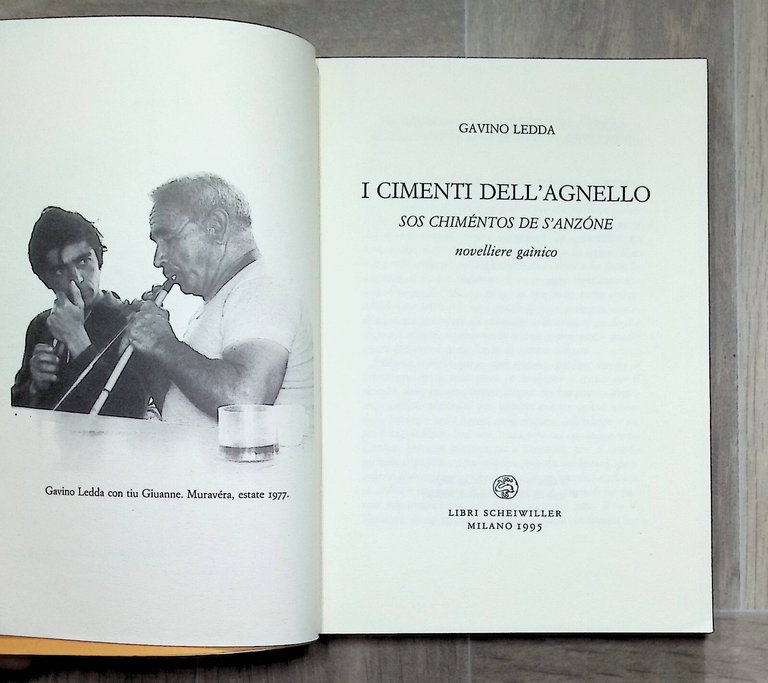 Gavino Ledda con tiu Giuanne. Muravéra, estate 1977.
GAVINO LEDDA
I CIMENTI DELL'AGNELLO
SOS CHIMÉNTOS DE S'ANZÓNE
novelliere gaìnico
LIBRI SCHEIWILLER
MILANO 1995